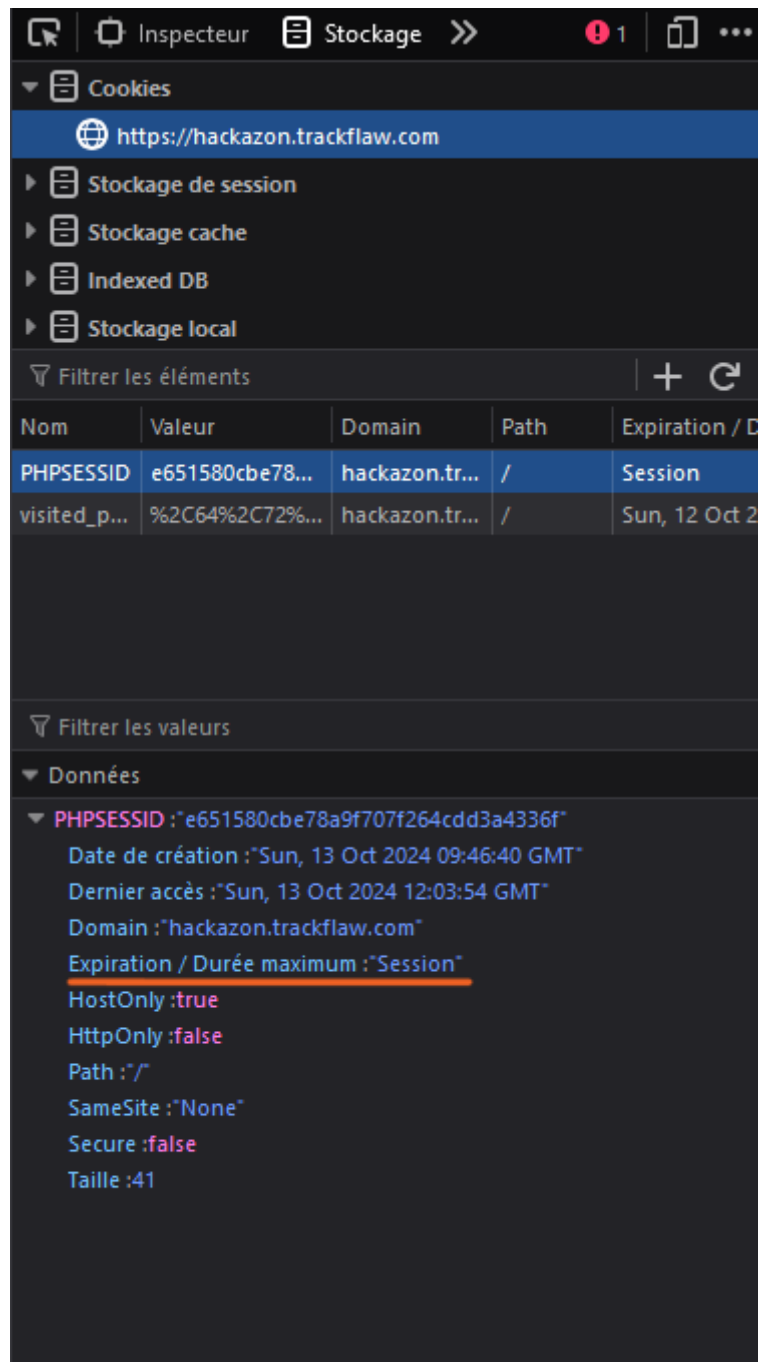 Inspecteur Stockage 1
Cookies
https://hackazon.trackflaw.com
Stockage de session
Stockage cache
Indexed DB
Stockage local
Filtrer les éléments
Nom Valeur Domain Path Expiration / D
PHPSESSID e651580cbe78... hackazon.tr... / Session
visited_p... %2C64%2C72%... hackazon.tr... / Sun, 12 Oct 2
Filtrer les valeurs
Données
PHPSESSID :"e651580cbe78a9f707f264cdd3a4336f"
Date de création :"Sun, 13 Oct 2024 09:46:40 GMT"
Dernier accès :"Sun, 13 Oct 2024 12:03:54 GMT"
Domain :"hackazon.trackflaw.com"
Expiration / Durée maximum :"Session"
HostOnly :true
HttpOnly :false
Path :"/"
SameSite :"None"
Secure :false
Taille :41